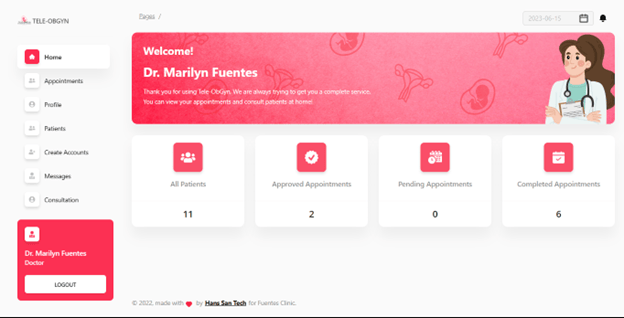 TELE-OBGYN
Pages /
2023-06-15
Home
Appointments
Profile
Patients
Create Accounts
Messages
Consultation
Dr. Marilyn Fuentes
Doctor
LOGOUT
Welcome!
Dr. Marilyn Fuentes
Thank you for using Tele ObGyn. We are always trying to get you a complete service.
You can view your appointments and consult patients at home!
All Patients
11
Approved Appointments
2
Pending Appointments
0
Completed Appointments
6
© 2022, made with by Hans San Tech for Fuentes Clinic.